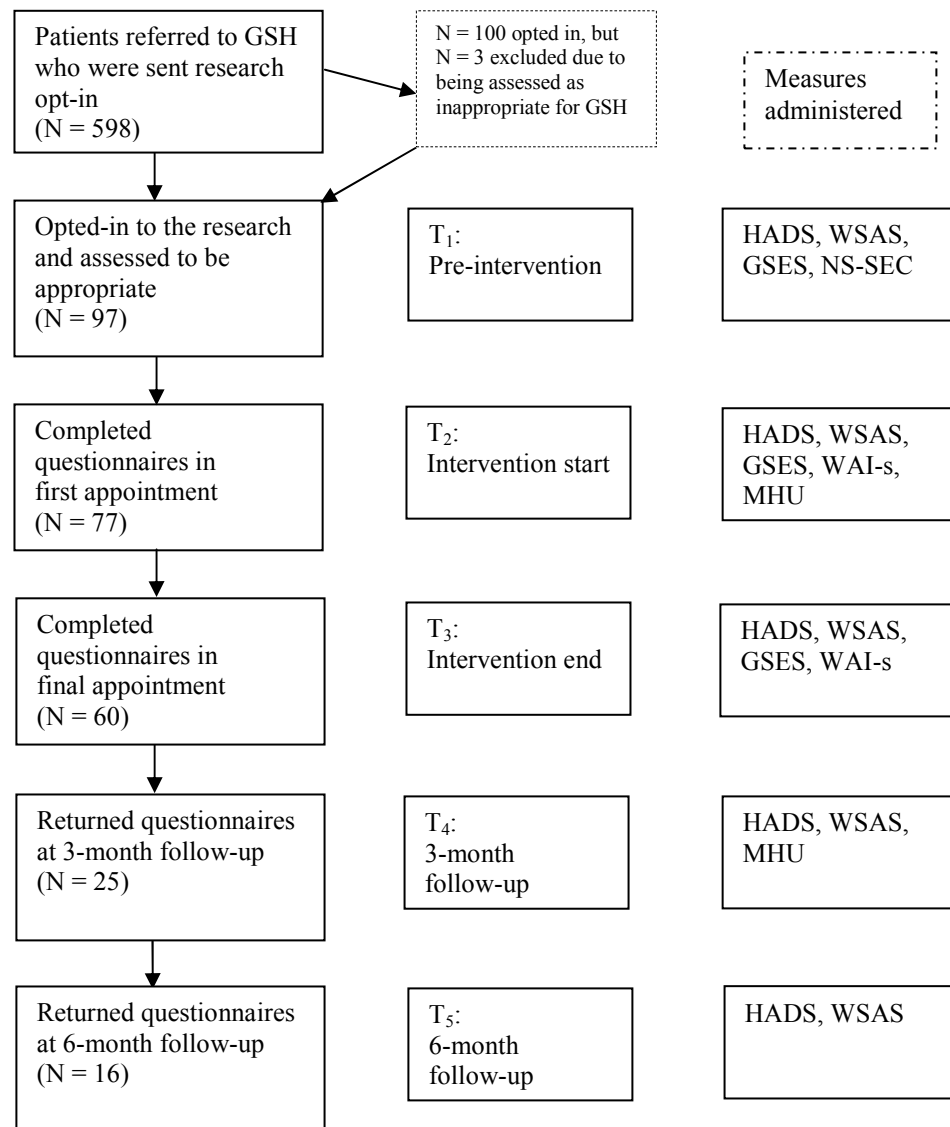 Patients referred to GSH
who were sent research
opt-in
(N = 598)
N = 100 opted in, but
N = 3 excluded due to
being assessed as
inappropriate for GSH
Measures
administered
Opted-in to the research
and assessed to be
appropriate
(N = 97)
T1:
Pre-intervention
HADS, WSAS,
GSES, NS-SEC
Completed
questionnaires in
first appointment
(N = 77)
T2:
Intervention start
HADS, WSAS,
GSES, WAI-s,
MHU
Completed
questionnaires in
final appointment
(N = 60)
T3:
Intervention end
HADS, WSAS,
GSES, WAI-s
Returned questionnaires
at 3-month follow-up
(N = 25)
T4:
3-month
follow-up
HADS, WSAS,
MHU
Returned questionnaires
at 6-month follow-up
(N = 16)
T5:
6-month
follow-up
HADS, WSAS